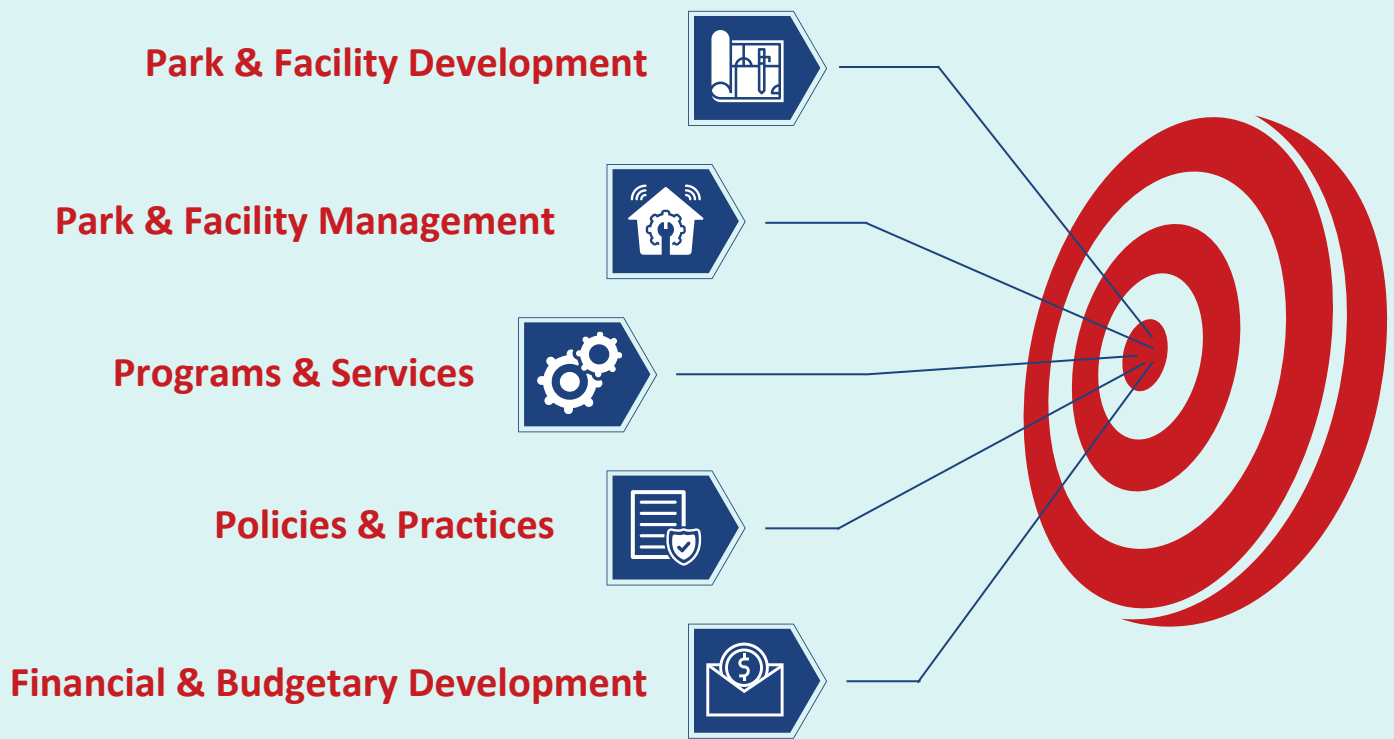 Park & Facility Development
Park & Facility Management
Programs & Services
Policies & Practices
Financial & Budgetary Development
$